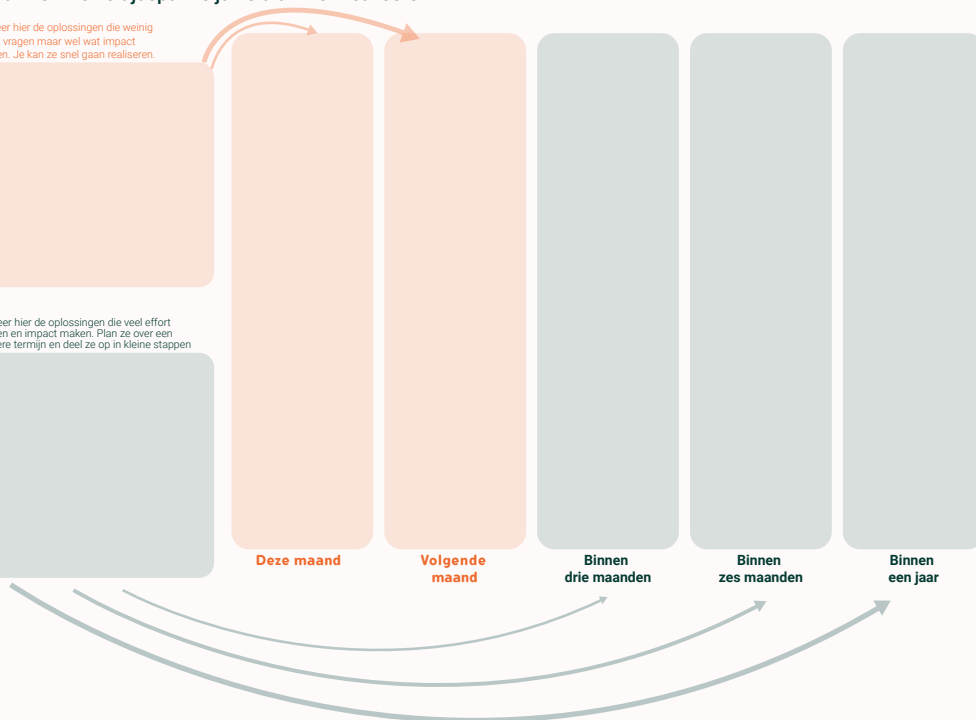 eer hier de oplossingen die weinig
vragen maar wel wat impact
en. Je kan ze snel gaan realiseren.
eer hier de oplossingen die veel effort
en en impact maken. Plan ze over een
ere termijn en deel ze op in kleine stappen
Deze maand
Volgende
maand
Binnen
drie maanden
Binnen
zes maanden
Binnen
een jaar